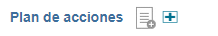 Plan de acciones